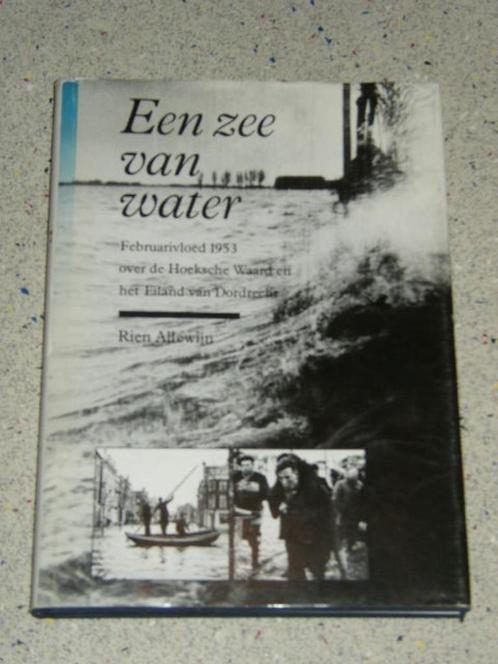 Een zee
van
water
Februarivloed 1953
over de Hoeksche Waard en
het Eiland van Dordrecht
Rien Allewijn